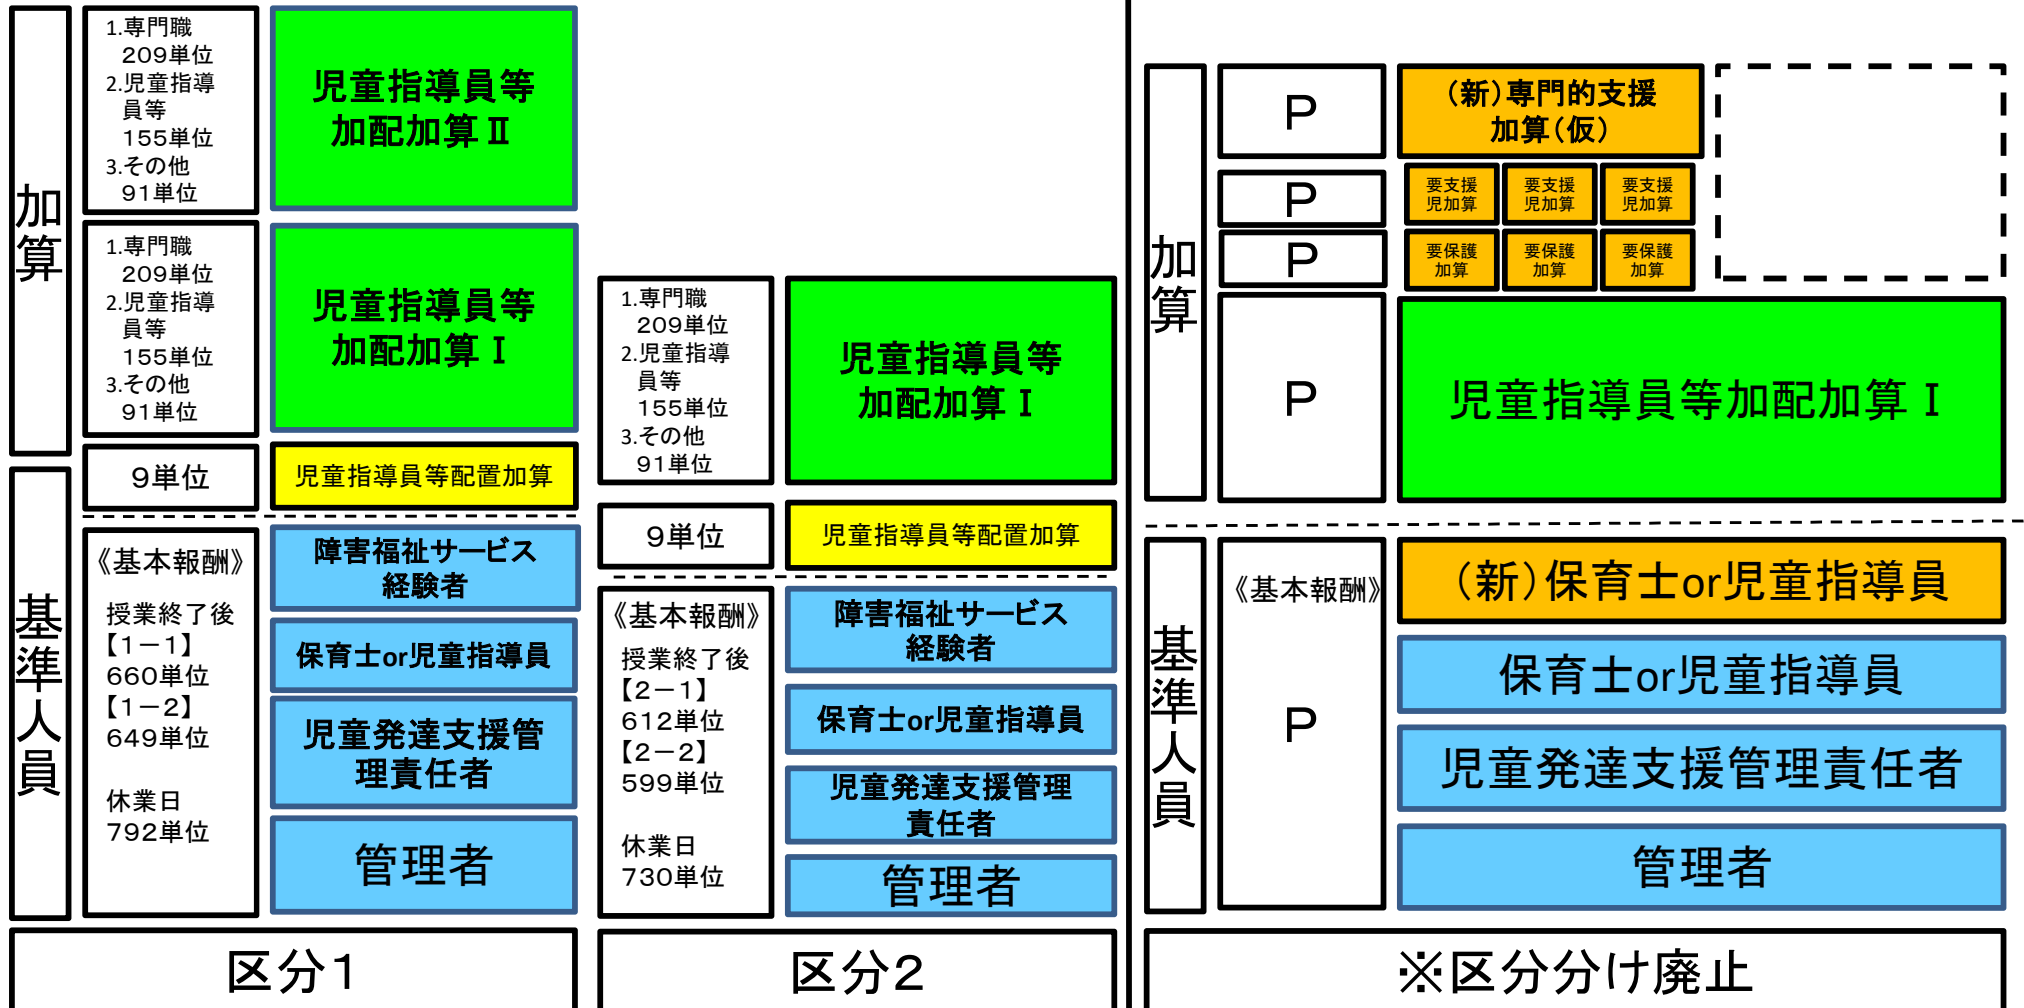 加算
1.専門職
209単位
2.児童指導
員等
155単位
3.その他
91単位
児童指導員等
加配加算Ⅱ
1.専門職
209単位
2.児童指導
員等
155単位
3.その他
91単位
児童指導員等
加配加算Ⅰ
9単位
児童指導員等配置加算
基準人員
《基本報酬》
授業終了後
【1－1】
660単位
【1－2】
649単位
休業日
792単位
障害福祉サービス
経験者
保育士or児童指導員
児童発達支援管
理責任者
管理者
区分1
1.専門職
209単位
2.児童指導
員等
155単位
3.その他
91単位
児童指導員等
加配加算Ⅰ
9単位
児童指導員等配置加算
《基本報酬》
授業終了後
【2－1】
612単位
【2－2】
599単位
休業日
730単位
障害福祉サービス
経験者
保育士or児童指導員
児童発達支援管理
責任者
管理者
区分2
加算
P
（新）専門的支援
加算（仮）
P
要支援
児加算
要支援
児加算
要支援
児加算
P
要保護
加算
要保護
加算
要保護
加算
P
児童指導員等加配加算Ⅰ
基準人員
《基本報酬》
P
（新）保育士or児童指導員
保育士or児童指導員
児童発達支援管理責任者
管理者
※区分分け廃止